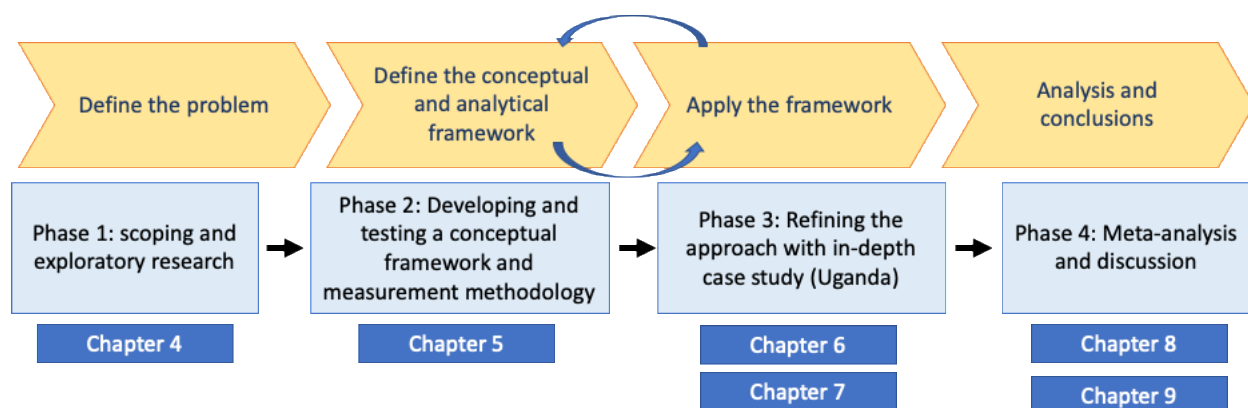 Define the problem
Define the conceptual
and analytical
framework
Apply the framework
Analysis and
conclusions
Phase 1: scoping and
exploratory research
Phase 2: Developing and
testing a conceptual
framework and
measurement methodology
Phase 3: Refining the
approach with in-depth
case study (Uganda)
Phase 4: Meta-analysis
and discussion
Chapter 4
Chapter 5
Chapter 6
Chapter 7
Chapter 8
Chapter 9